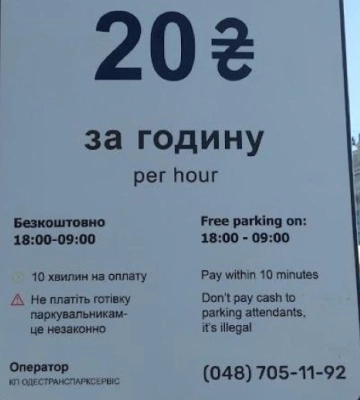 20 ₴
за годину
per hour
Безкоштовно
18:00-09:00
Free parking on:
18:00 - 09:00
10 хвилин на оплату
Pay within 10 minutes
Не платіть готівку
паркувальникам-
це незаконно
Don't pay cash to
parking attendants,
it's illegal
Оператор
КП ОДЕСТРАНСПАРКСЕРВІС
(048) 705-11-92